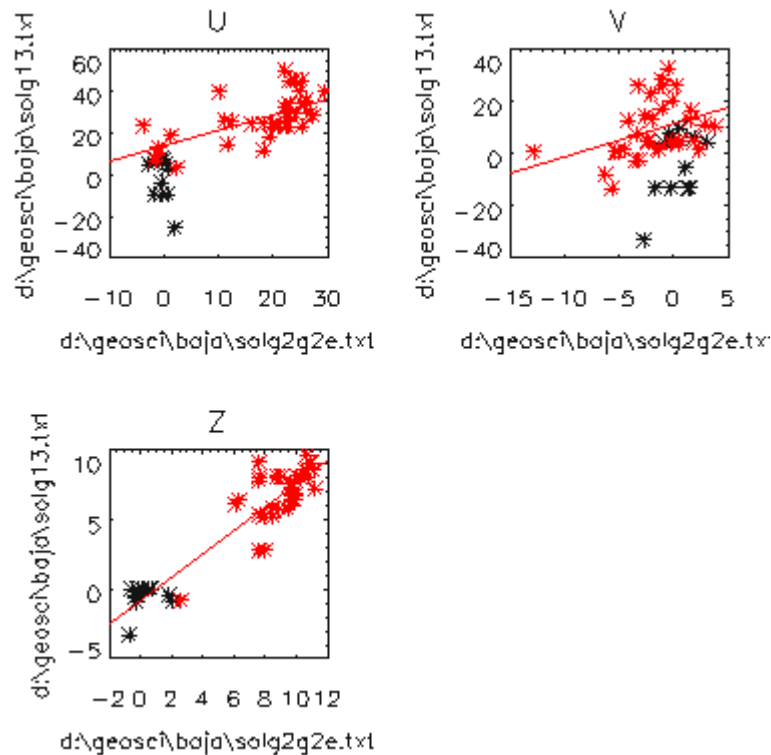 U
60
40
20
0
−20
−40
−10 0 10 20 30
d:\geosci\baja\solg13.txt
d:\geosci\baja\solg2g2e.txt
V
40
20
0
−20
−40
−15 −10 −5 0 5
d:\geosci\baja\solg13.txt
d:\geosci\baja\solg2g2e.txt
Z
10
5
0
−5
−2 0 2 4 6 8 10 12
d:\geosci\baja\solg13.txt
d:\geosci\baja\solg2g2e.txt